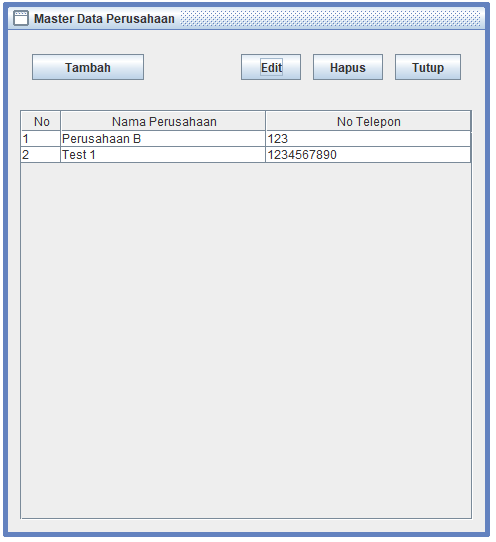 Master Data Perusahaan
Tambah Edit Hapus Tutup
No Nama Perusahaan No Telepon
1 Perusahaan B 123
2 Test 1 1234567890